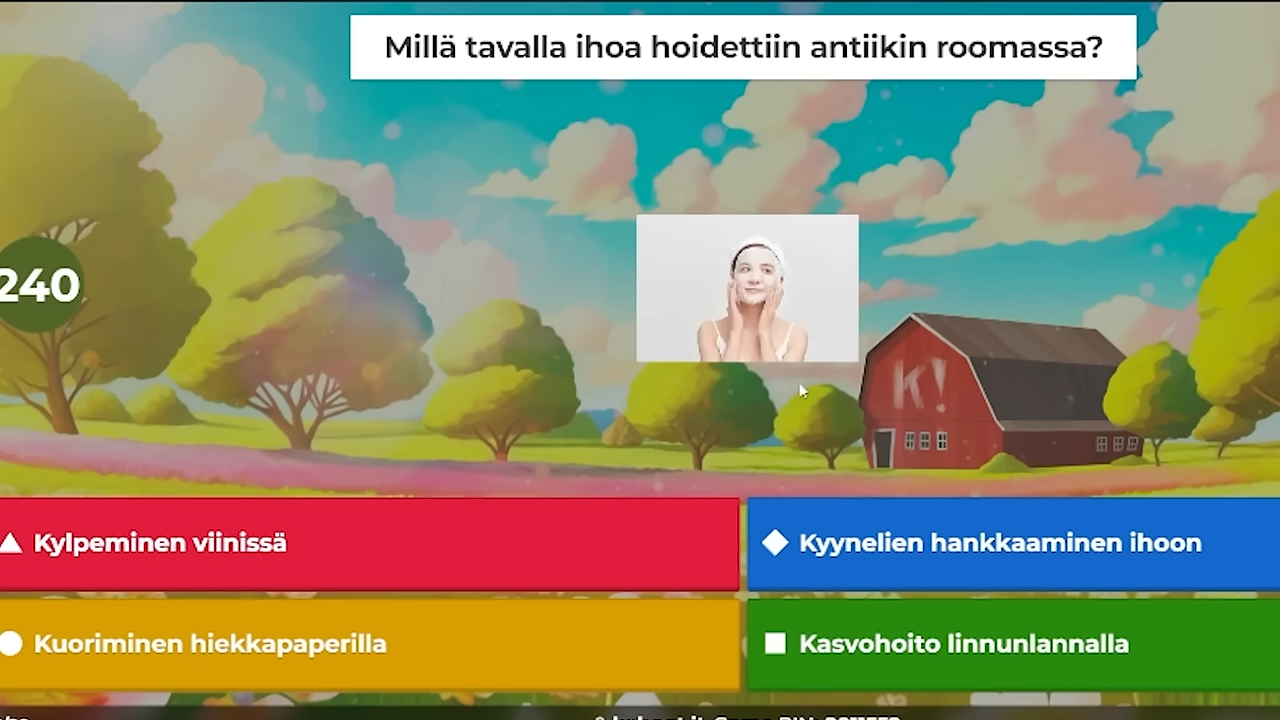 Millä tavalla ihoa hoidettiin antiikin roomassa?
240
K!
Kylpeminen viinissä
Kyynelien hankkaaminen ihoon
Kuoriminen hiekkapaperilla
Kasvohoito linnunlannalla